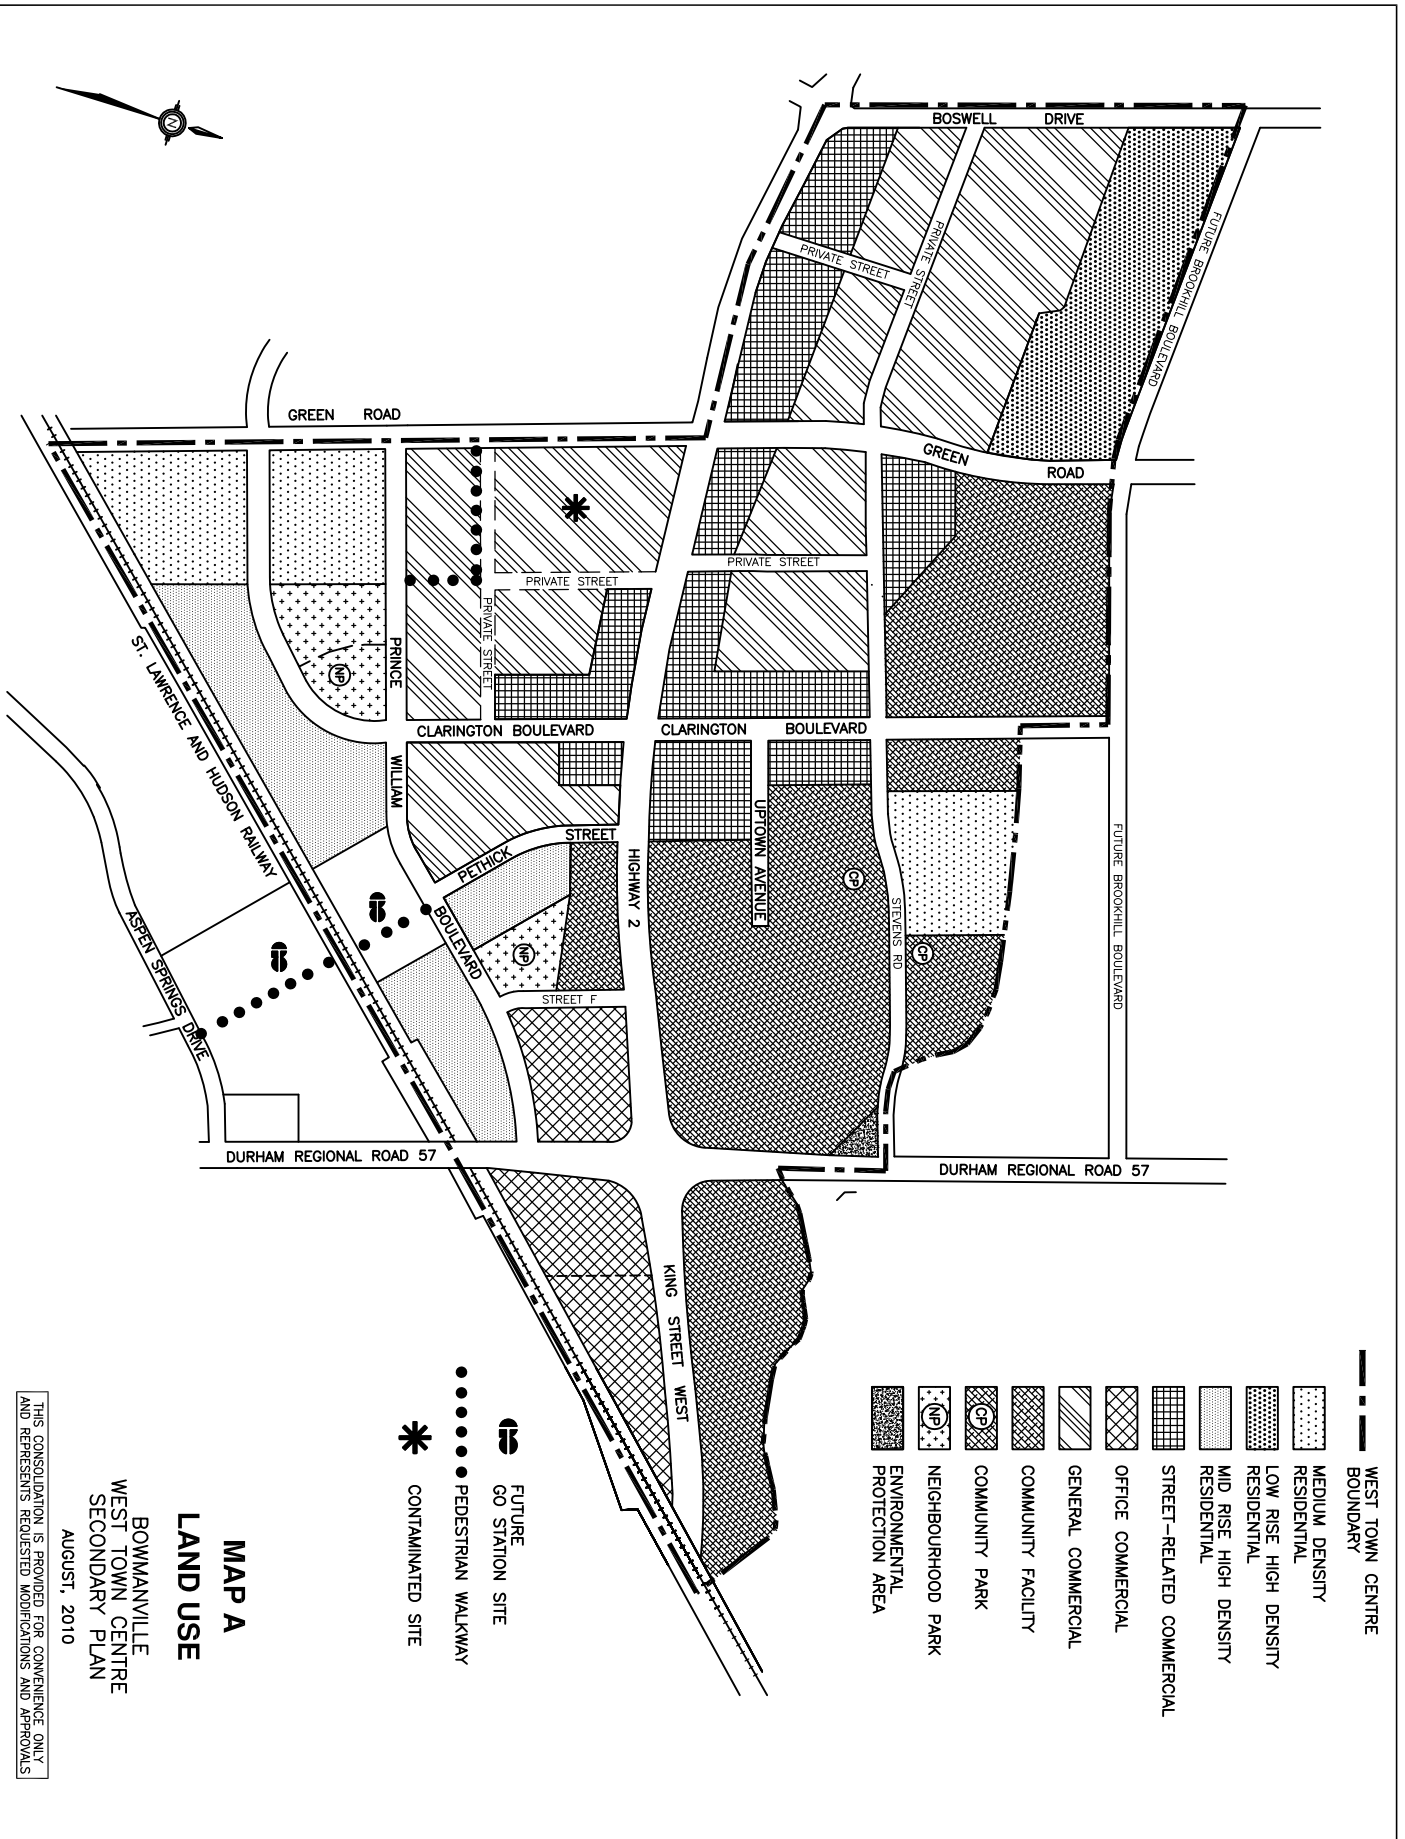 BOSWELL DRIVE
FUTURE BROOKHILL BOULEVARD
PRIVATE STREET
PRIVATE STREET
GREEN ROAD
GREEN ROAD
PRIVATE STREET
PRIVATE STREET
PRIVATE STREET
PRINCE WILLIAM BOULEVARD
NP
CLARINGTON BOULEVARD
CLARINGTON BOULEVARD
UPTOWN AVENUE
HIGHWAY 2
PETHICK STREET
CP
STEVENS RD
CP
FUTURE BROOKHILL BOULEVARD
NP
STREET F
ST. LAWRENCE AND HUDSON RAILWAY
ASPEN SPRINGS DRIVE
DURHAM REGIONAL ROAD 57
DURHAM REGIONAL ROAD 57
KING STREET WEST
N
WEST TOWN CENTRE
BOUNDARY
MEDIUM DENSITY
RESIDENTIAL
LOW RISE HIGH DENSITY
RESIDENTIAL
MID RISE HIGH DENSITY
RESIDENTIAL
STREET-RELATED COMMERCIAL
OFFICE COMMERCIAL
GENERAL COMMERCIAL
COMMUNITY FACILITY
CP COMMUNITY PARK
NP NEIGHBOURHOOD PARK
ENVIRONMENTAL
PROTECTION AREA
FUTURE
GO STATION SITE
PEDESTRIAN WALKWAY
CONTAMINATED SITE
MAP A
LAND USE
BOWMANVILLE
WEST TOWN CENTRE
SECONDARY PLAN
AUGUST, 2010
THIS CONSOLIDATION IS PROVIDED FOR CONVENIENCE ONLY
AND REPRESENTS REQUESTED MODIFICATIONS AND APPROVALS